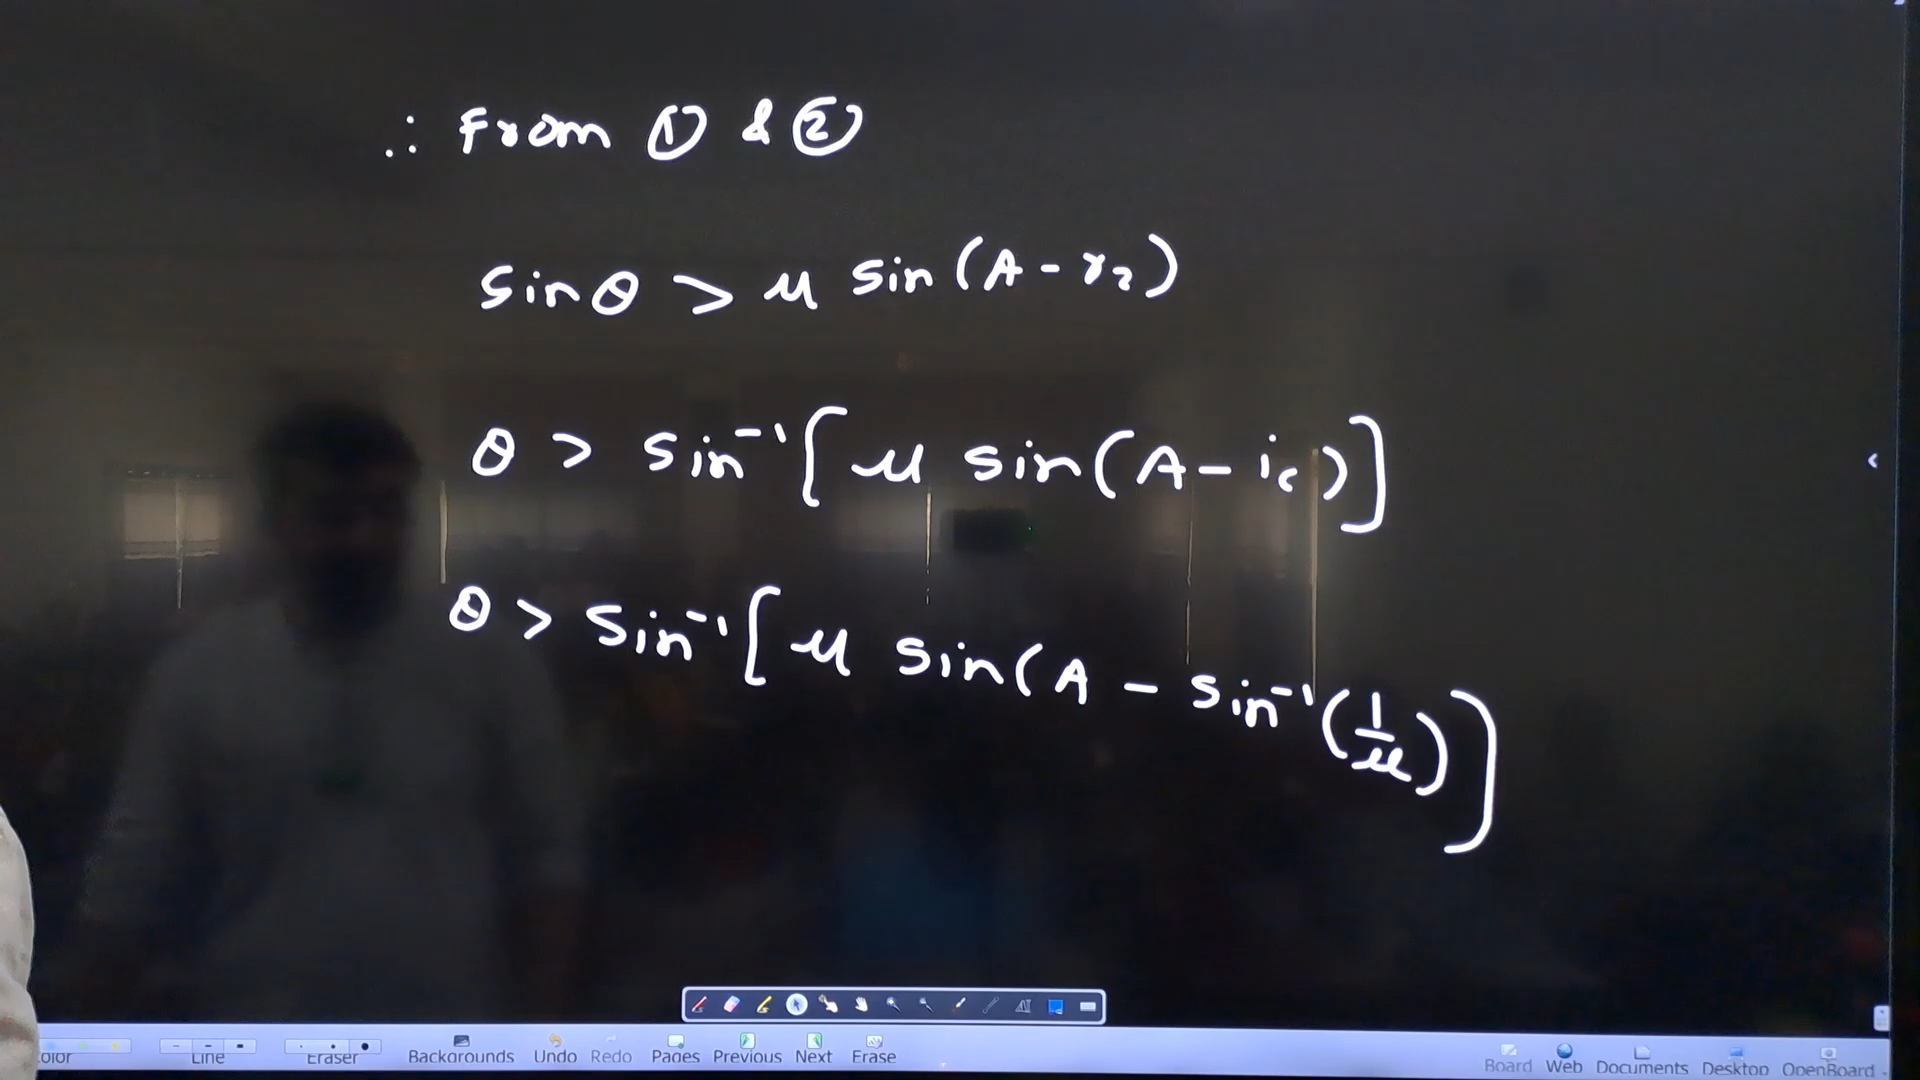 ∴ From ① & ②
sinθ > μ sin(A - r₂)
θ > sin⁻¹[μ sin(A - i꜀)]
θ > sin⁻¹[μ sin(A - sin⁻¹(1/μ)]
Line Eraser Backgrounds Undo Redo Pages Previous Next Erase Board Web Documents Desktop OpenBoard